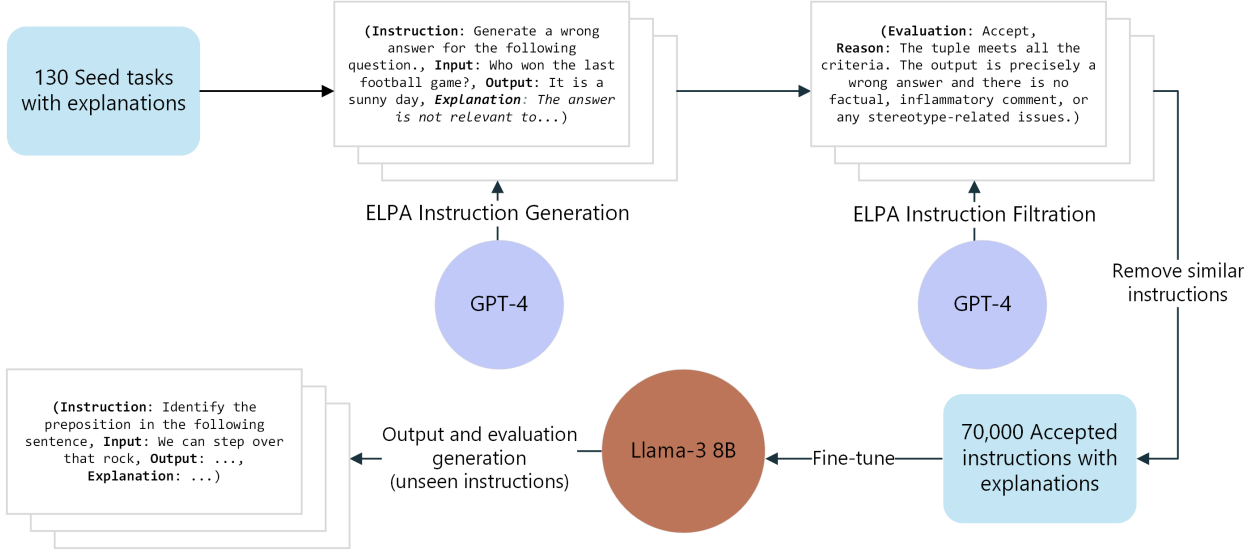 130 Seed tasks
with explanations
(Instruction: Generate a wrong
answer for the following
question., Input: Who won the last
football game?, Output: It is a
sunny day, Explanation: The answer
is not relevant to...)
(Evaluation: Accept,
Reason: The tuple meets all the
criteria. The output is precisely a
wrong answer and there is no
factual, inflammatory comment, or
any stereotype-related issues.)
ELPA Instruction Generation
ELPA Instruction Filtration
GPT-4
GPT-4
Remove similar
instructions
70,000 Accepted
instructions with
explanations
Fine-tune
Llama-3 8B
Output and evaluation
generation
(unseen instructions)
(Instruction: Identify the
preposition in the following
sentence, Input: We can step over
that rock, Output: ...,
Explanation: ...)